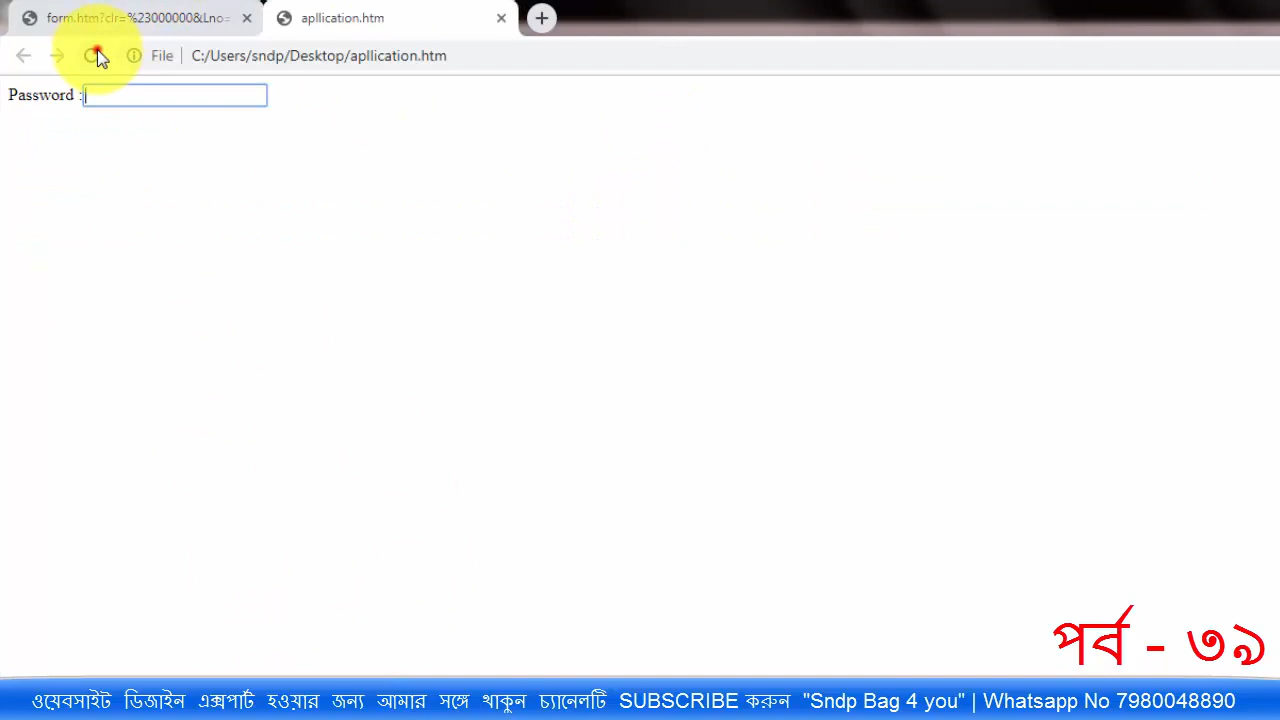 form.htm?clr=%23000000&Lno=
apllication.htm
File
C:/Users/sndp/Desktop/apllication.htm
Password :
পর্ব - ৩৯
ওয়েবসাইট ডিজাইন এক্সপার্ট হওয়ার জন্য আমার সঙ্গে থাকুন চ্যানেলটি SUBSCRIBE করুন "Sndp Bag 4 you" | Whatsapp No 7980048890